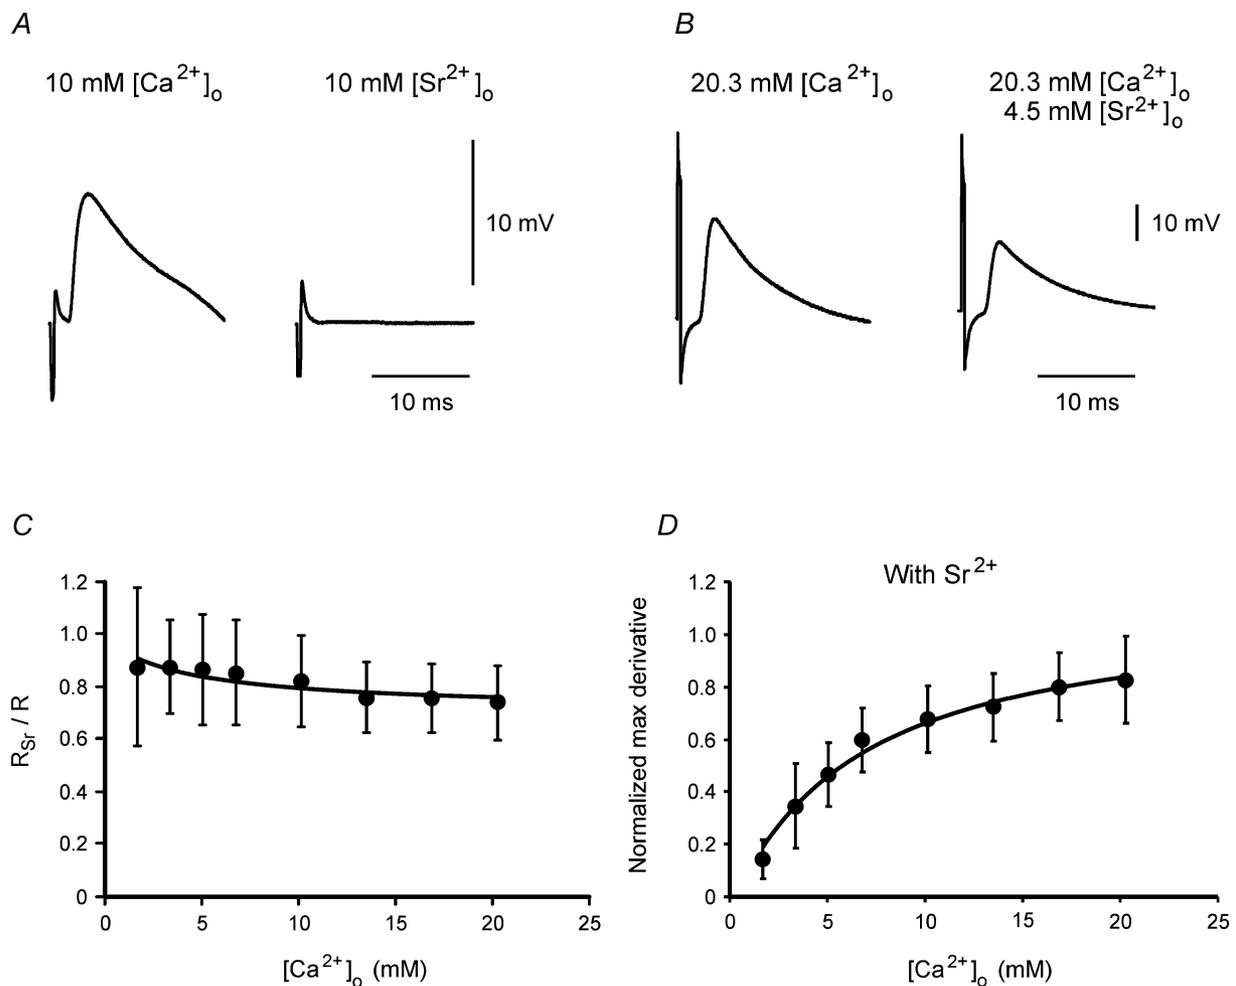 A
10 mM [Ca2+]o
10 mM [Sr2+]o
10 mV
10 ms
B
20.3 mM [Ca2+]o
20.3 mM [Ca2+]o
4.5 mM [Sr2+]o
10 mV
10 ms
C
RSr / R
1.2
1.0
0.8
0.6
0.4
0.2
0
0 5 10 15 20 25
[Ca2+]o (mM)
D
With Sr2+
Normalized max derivative
1.2
1.0
0.8
0.6
0.4
0.2
0
0 5 10 15 20 25
[Ca2+]o (mM)